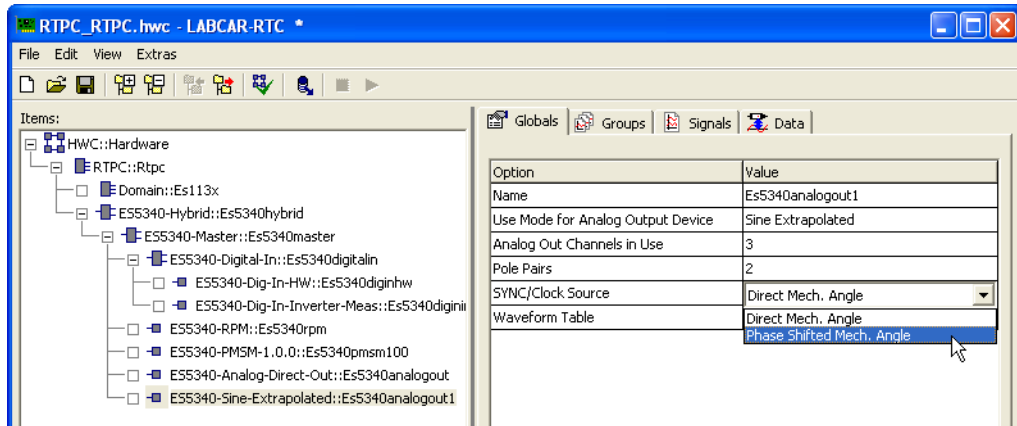 RTPC_RTPC.hwc - LABCAR-RTC *
File Edit View Extras
Items:
HWC::Hardware
RTPC::Rtpc
Domain::Es113x
ES5340-Hybrid::Es5340hybrid
ES5340-Master::Es5340master
ES5340-Digital-In::Es5340digitalin
ES5340-Dig-In-HW::Es5340diginhw
ES5340-Dig-In-Inverter-Meas::Es5340digini
ES5340-RPM::Es5340rpm
ES5340-PMSM-1.0.0::Es5340pmsm100
ES5340-Analog-Direct-Out::Es5340analogout
ES5340-Sine-Extrapolated::Es5340analogout1
Globals Groups Signals Data
Option Value
Name Es5340analogout1
Use Mode for Analog Output Device Sine Extrapolated
Analog Out Channels in Use 3
Pole Pairs 2
SYNC/Clock Source Direct Mech. Angle
Waveform Table Direct Mech. Angle
Phase Shifted Mech. Angle